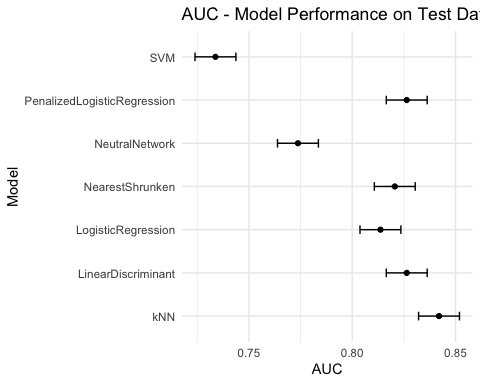 AUC - Model Performance on Test Da
SVM
PenalizedLogisticRegression
NeutralNetwork
NearestShrunken
LogisticRegression
LinearDiscriminant
kNN
Model
0.75
0.80
0.85
AUC